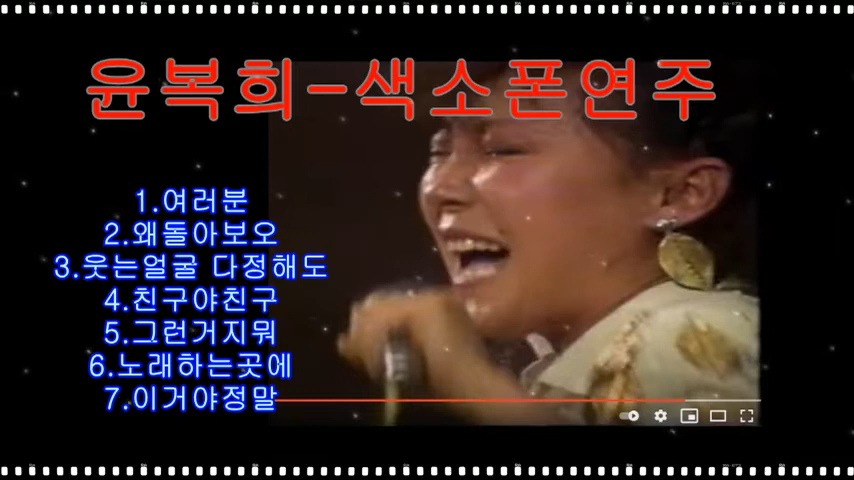 윤복희-색소폰연주
1.여러분
2.왜돌아보오
3.웃는얼굴 다정해도
4.친구야친구
5.그런거지뭐
6.노래하는곳에
7.이거야정말